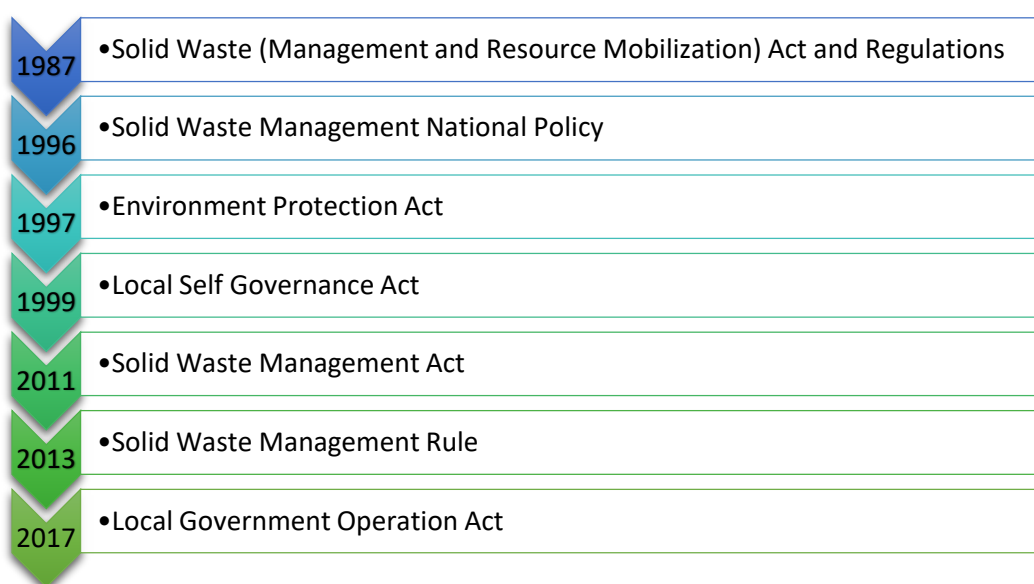 1987
•Solid Waste (Management and Resource Mobilization) Act and Regulations
1996
•Solid Waste Management National Policy
1997
•Environment Protection Act
1999
•Local Self Governance Act
2011
•Solid Waste Management Act
2013
•Solid Waste Management Rule
2017
•Local Government Operation Act